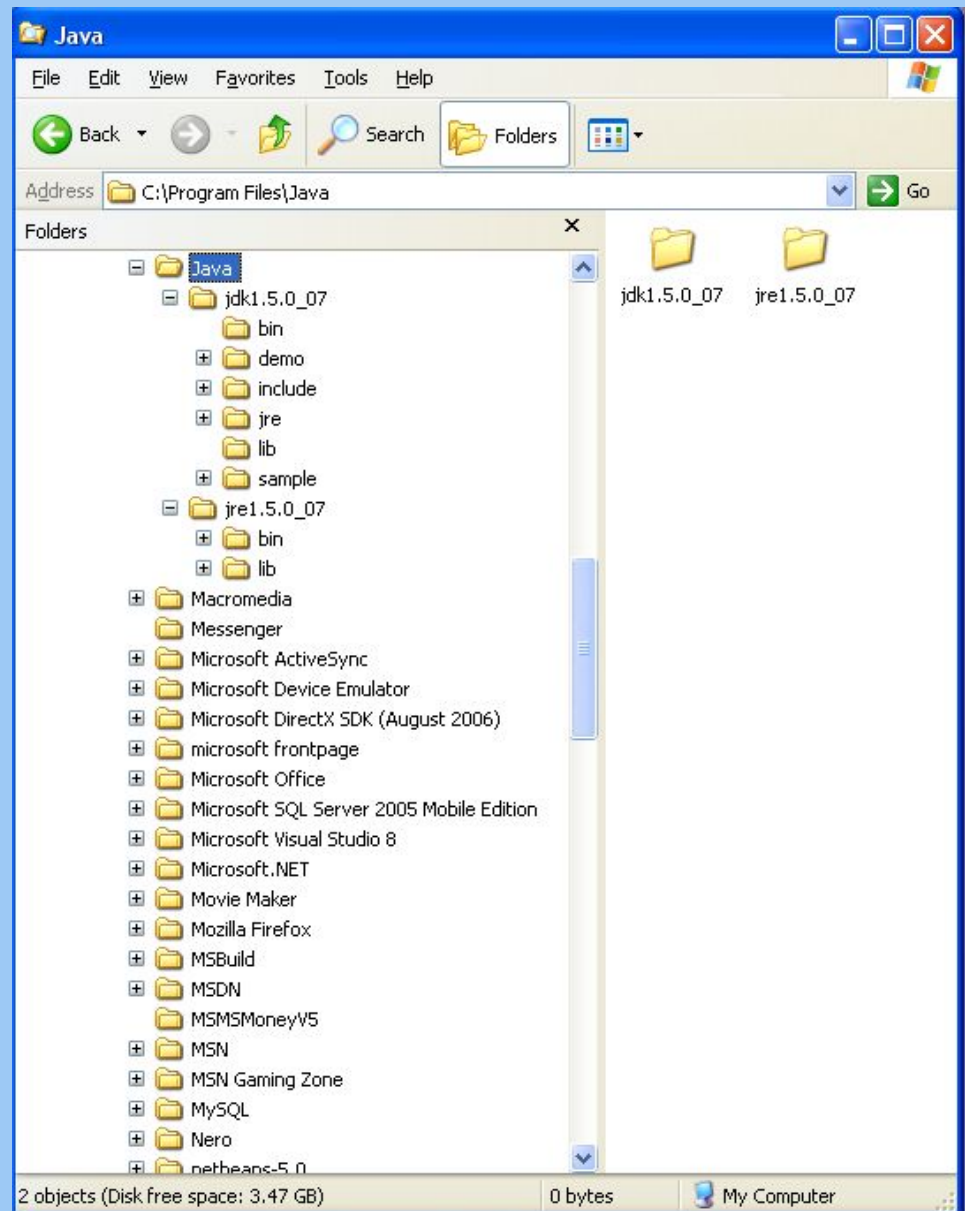 Java
File Edit View Favorites Tools Help
Back Search Folders
Address C:\Program Files\Java Go
Folders
Java
jdk1.5.0_07
bin
demo
include
jre
lib
sample
jre1.5.0_07
bin
lib
Macromedia
Messenger
Microsoft ActiveSync
Microsoft Device Emulator
Microsoft DirectX SDK (August 2006)
microsoft frontpage
Microsoft Office
Microsoft SQL Server 2005 Mobile Edition
Microsoft Visual Studio 8
Microsoft.NET
Movie Maker
Mozilla Firefox
MSBuild
MSDN
MSMSMoneyV5
MSN
MSN Gaming Zone
MySQL
Nero
netbeans-5.0
jdk1.5.0_07 jre1.5.0_07
2 objects (Disk free space: 3.47 GB) 0 bytes My Computer